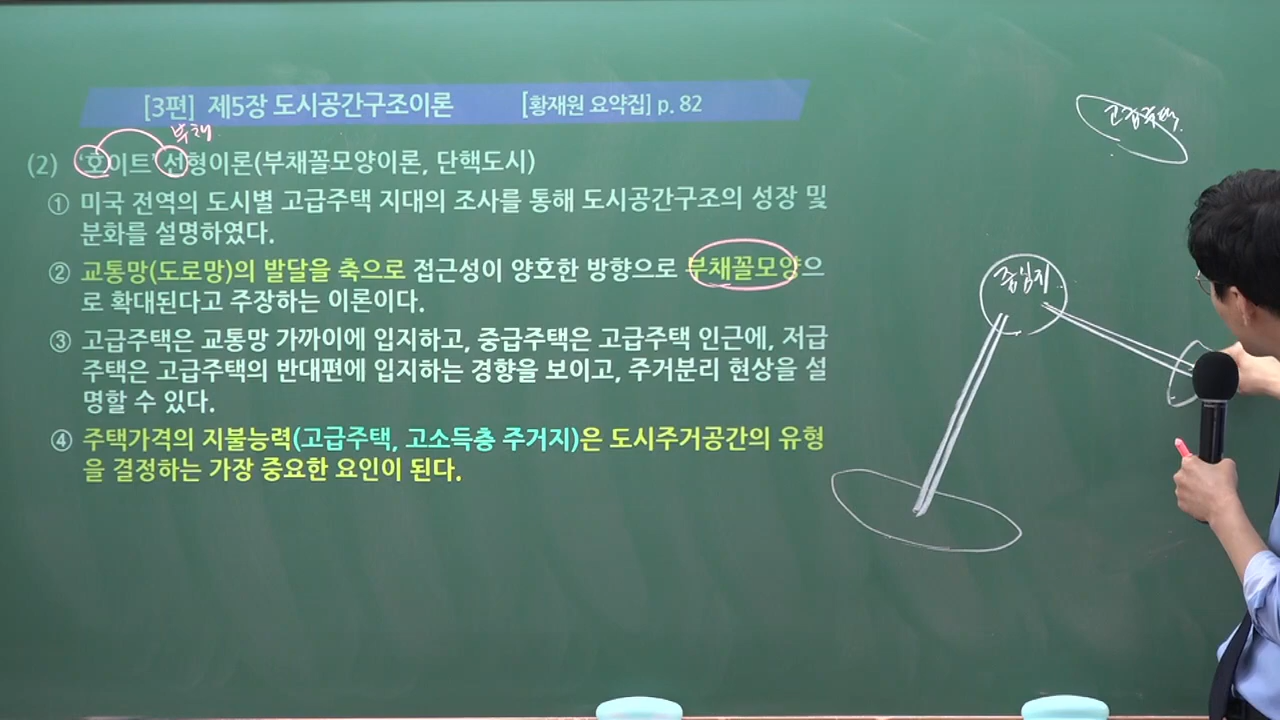 [3편] 제5장 도시공간구조이론 [황재원 요약집] p. 82
부채
(2) '호이트' 선형이론(부채꼴모양이론, 단핵도시)
① 미국 전역의 도시별 고급주택 지대의 조사를 통해 도시공간구조의 성장 및
분화를 설명하였다.
② 교통망(도로망)의 발달을 축으로 접근성이 양호한 방향으로 부채꼴모양으
로 확대된다고 주장하는 이론이다.
③ 고급주택은 교통망 가까이에 입지하고, 중급주택은 고급주택 인근에, 저급
주택은 고급주택의 반대편에 입지하는 경향을 보이고, 주거분리 현상을 설
명할 수 있다.
④ 주택가격의 지불능력(고급주택, 고소득층 주거지)은 도시주거공간의 유형
을 결정하는 가장 중요한 요인이 된다.
고급주택
중심지